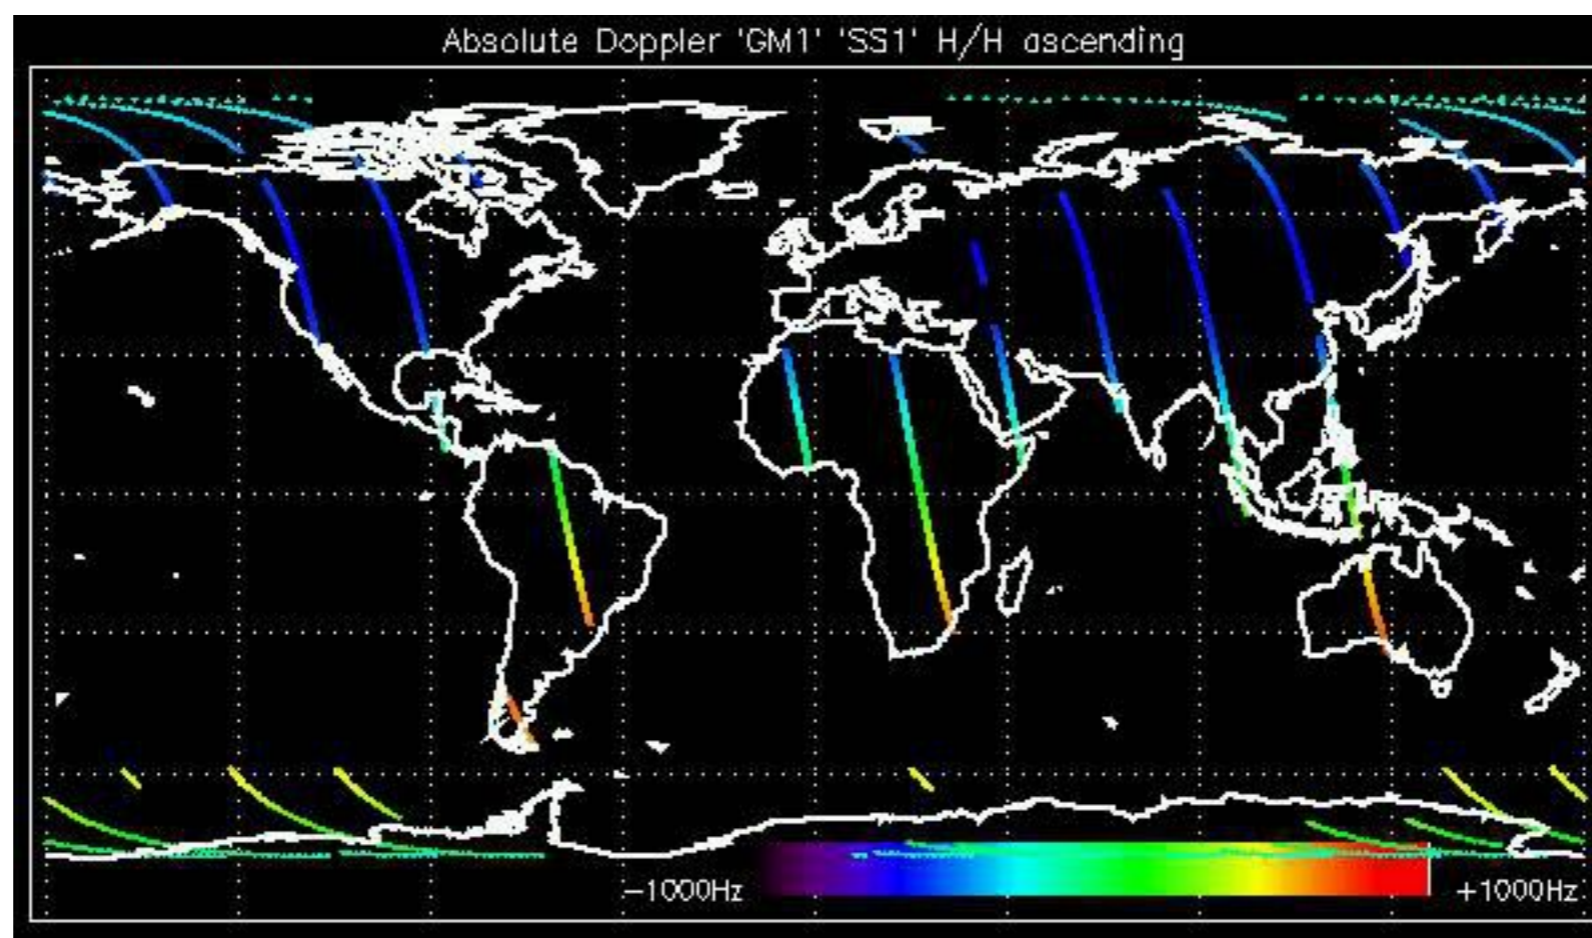 Absolute Doppler 'GM1' 'SS1' H/H ascending
-1000Hz +1000Hz